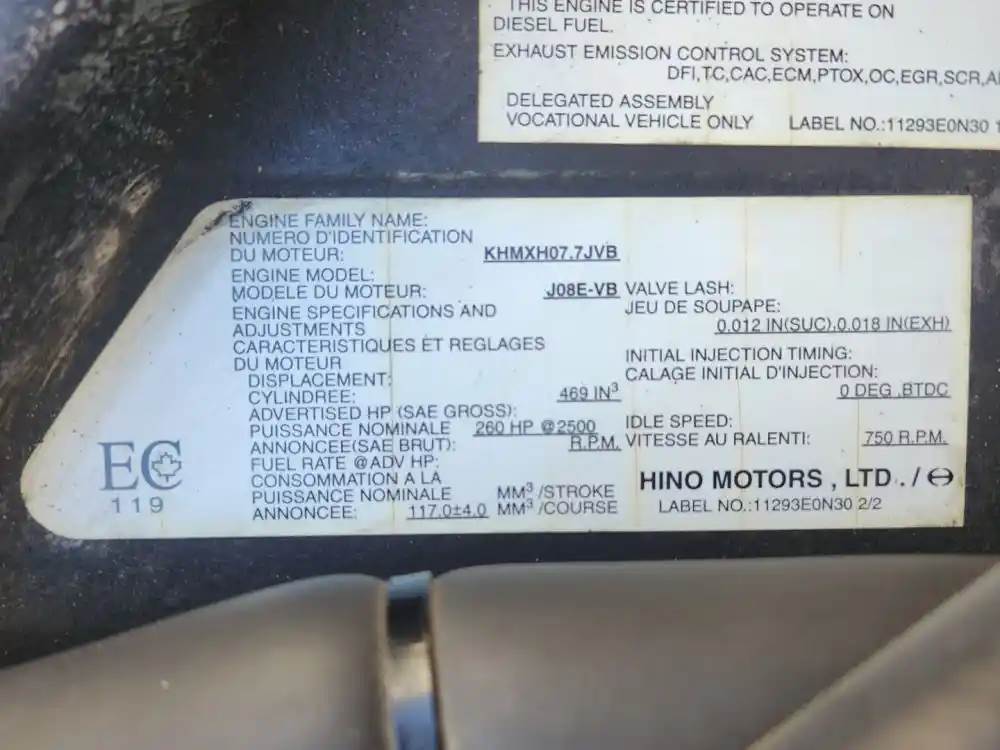 THIS ENGINE IS CERTIFIED TO OPERATE ON
DIESEL FUEL.
EXHAUST EMISSION CONTROL SYSTEM:
DFI,TC,CAC,ECM,PTOX,OC,EGR,SCR,
DELEGATED ASSEMBLY
VOCATIONAL VEHICLE ONLY LABEL NO.:11293E0N30 1
ENGINE FAMILY NAME:
NUMERO D'IDENTIFICATION
DU MOTEUR: KHMXH07.7JVB
ENGINE MODEL:
MODELE DU MOTEUR: J08E-VB
ENGINE SPECIFICATIONS AND
ADJUSTMENTS
CARACTERISTIQUES ET REGLAGES
DU MOTEUR
DISPLACEMENT:
CYLINDREE: 469 IN³
ADVERTISED HP (SAE GROSS):
PUISSANCE NOMINALE 260 HP @2500
ANNONCEE(SAE BRUT): R.P.M.
FUEL RATE @ADV HP:
CONSOMMATION A LA
PUISSANCE NOMINALE MM³/STROKE
ANNONCEE: 117.0±4.0 MM³/COURSE
VALVE LASH:
JEU DE SOUPAPE:
0.012 IN(SUC),0.018 IN(EXH)
INITIAL INJECTION TIMING:
CALAGE INITIAL D'INJECTION:
0 DEG .BTDC
IDLE SPEED:
VITESSE AU RALENTI: 750 R.P.M.
HINO MOTORS , LTD. /
LABEL NO.:11293E0N30 2/2
EC
119